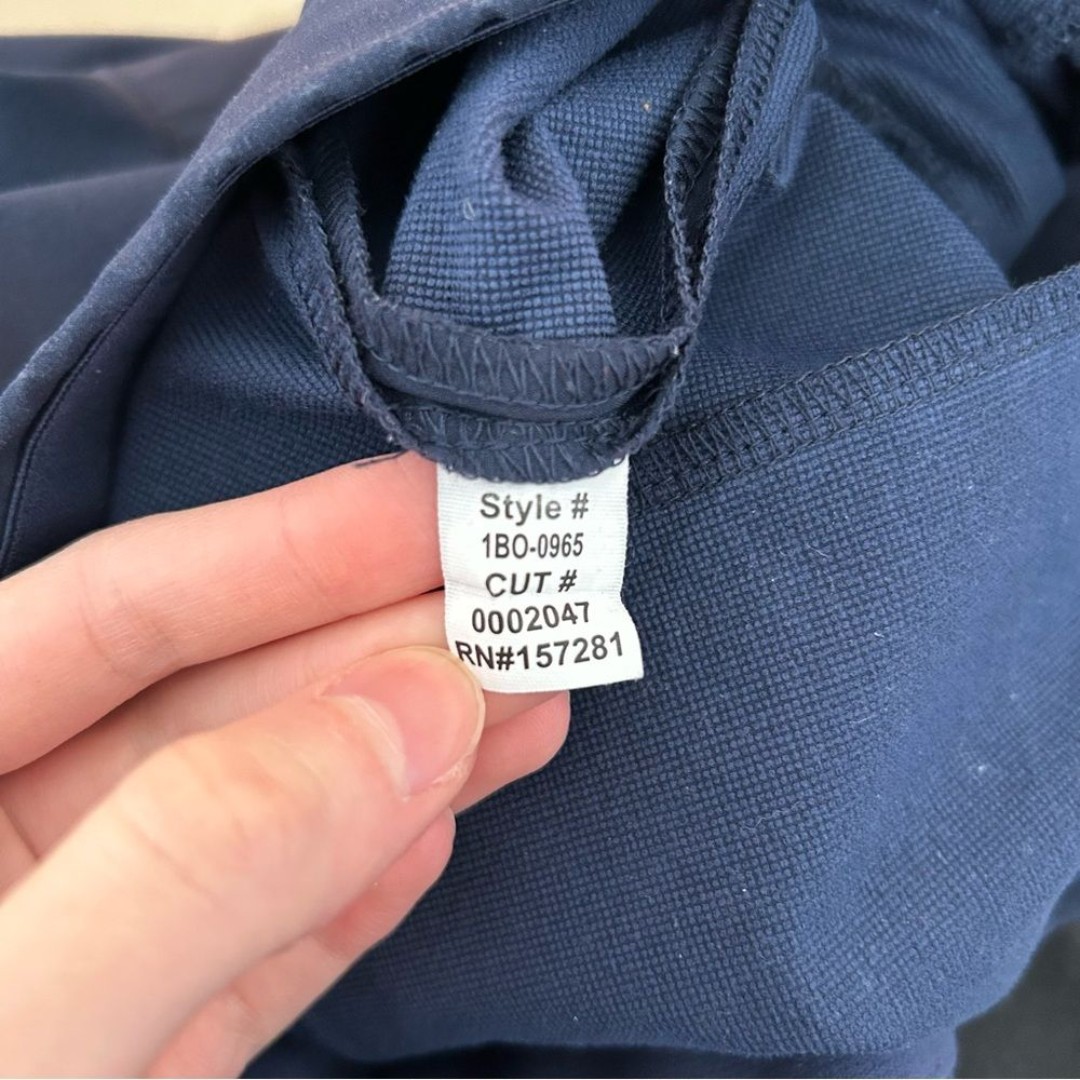 Style #
1BO-0965
CUT #
0002047
RN#157281